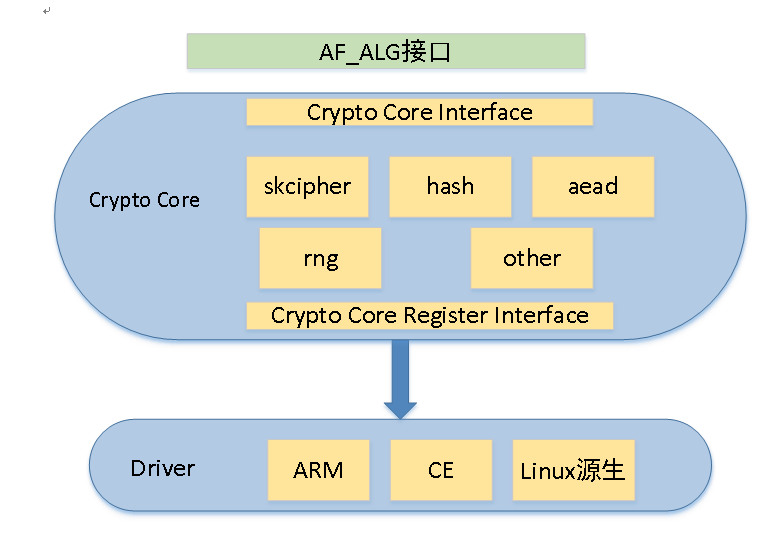 AF_ALG接口
Crypto Core Interface
Crypto Core
skcipher
hash
aead
rng
other
Crypto Core Register Interface
Driver
ARM
CE
Linux源生